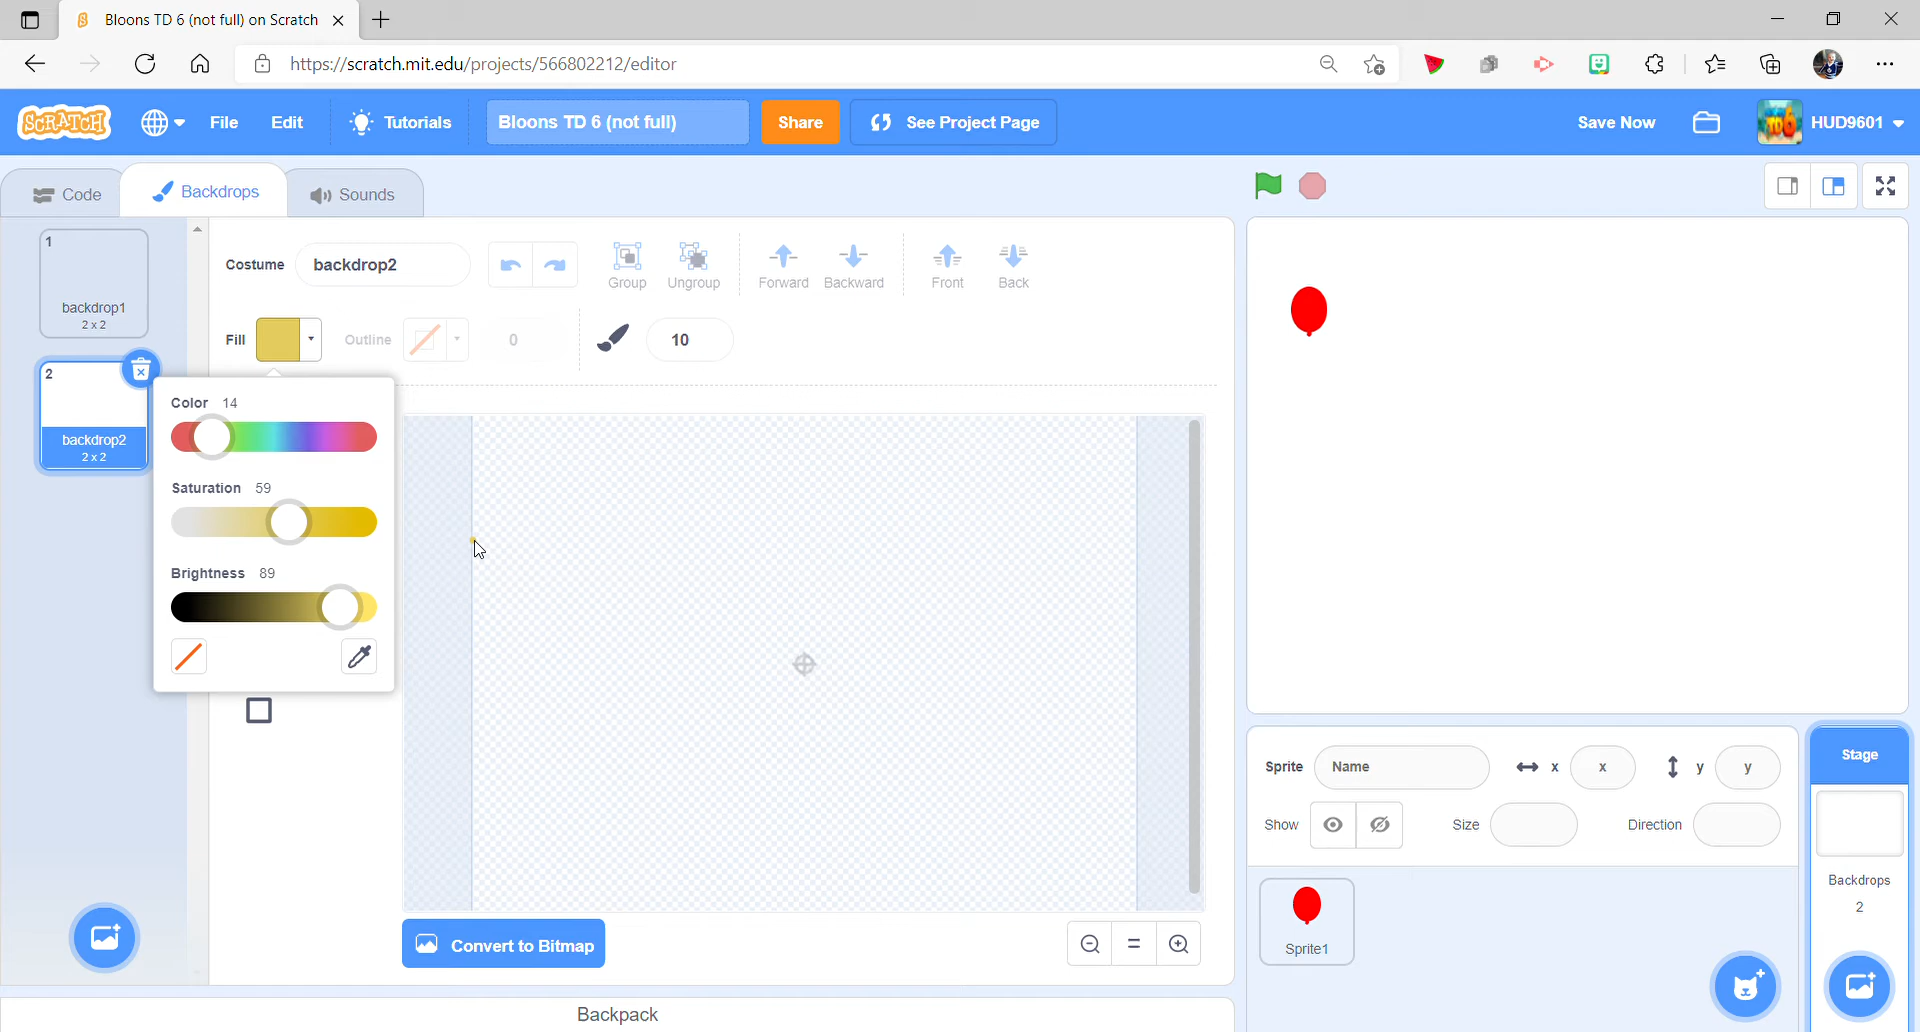 Bloons TD 6 (not full) on Scratch
https://scratch.mit.edu/projects/566802212/editor
SCRATCH
File
Edit
Tutorials
Bloons TD 6 (not full)
Share
See Project Page
Save Now
HUD9601
Code
Backdrops
Sounds
1
backdrop1
2 x 2
2
backdrop2
2 x 2
Costume
backdrop2
Group
Ungroup
Forward
Backward
Front
Back
Fill
Outline
0
10
Color 14
Saturation 59
Brightness 89
Convert to Bitmap
Backpack
Sprite
Name
x
x
y
y
Show
Size
Direction
Sprite1
Stage
Backdrops
2